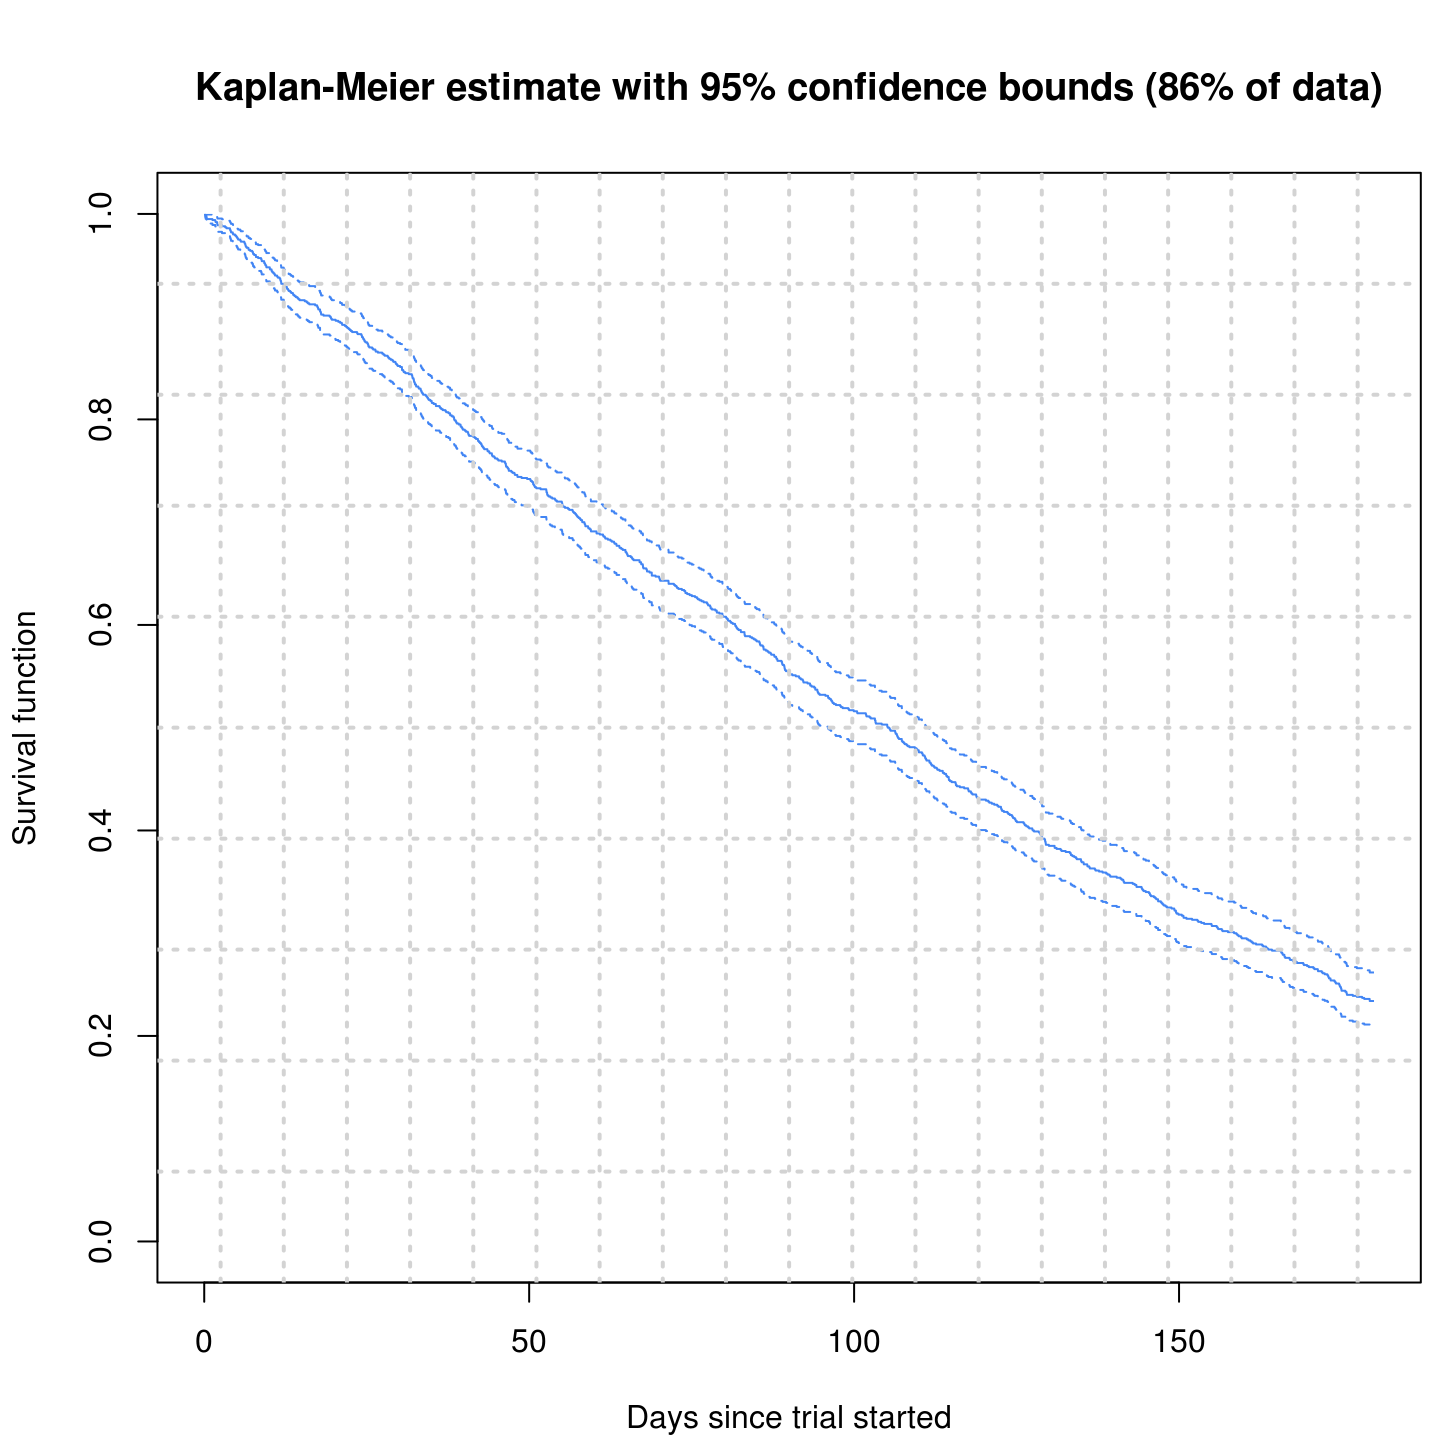 Kaplan-Meier estimate with 95% confidence bounds (86% of data)
Survival function
1.0
0.8
0.6
0.4
0.2
0.0
0 50 100 150
Days since trial started